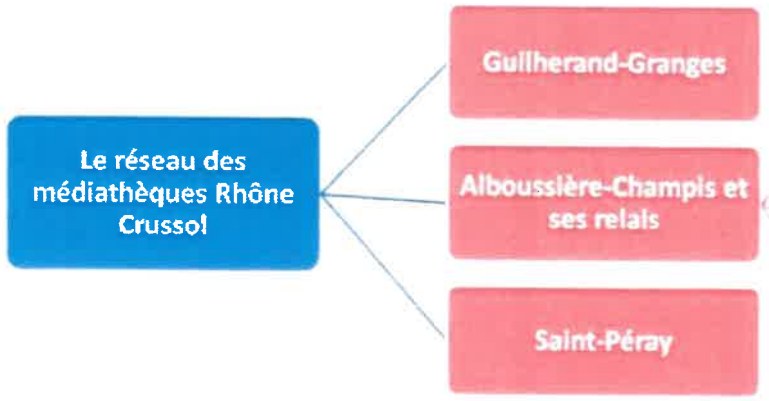 Le réseau des
médiathèques Rhône
Crussol
Guilherand-Granges
Alboussière-Champis et
ses relais
Saint-Péray